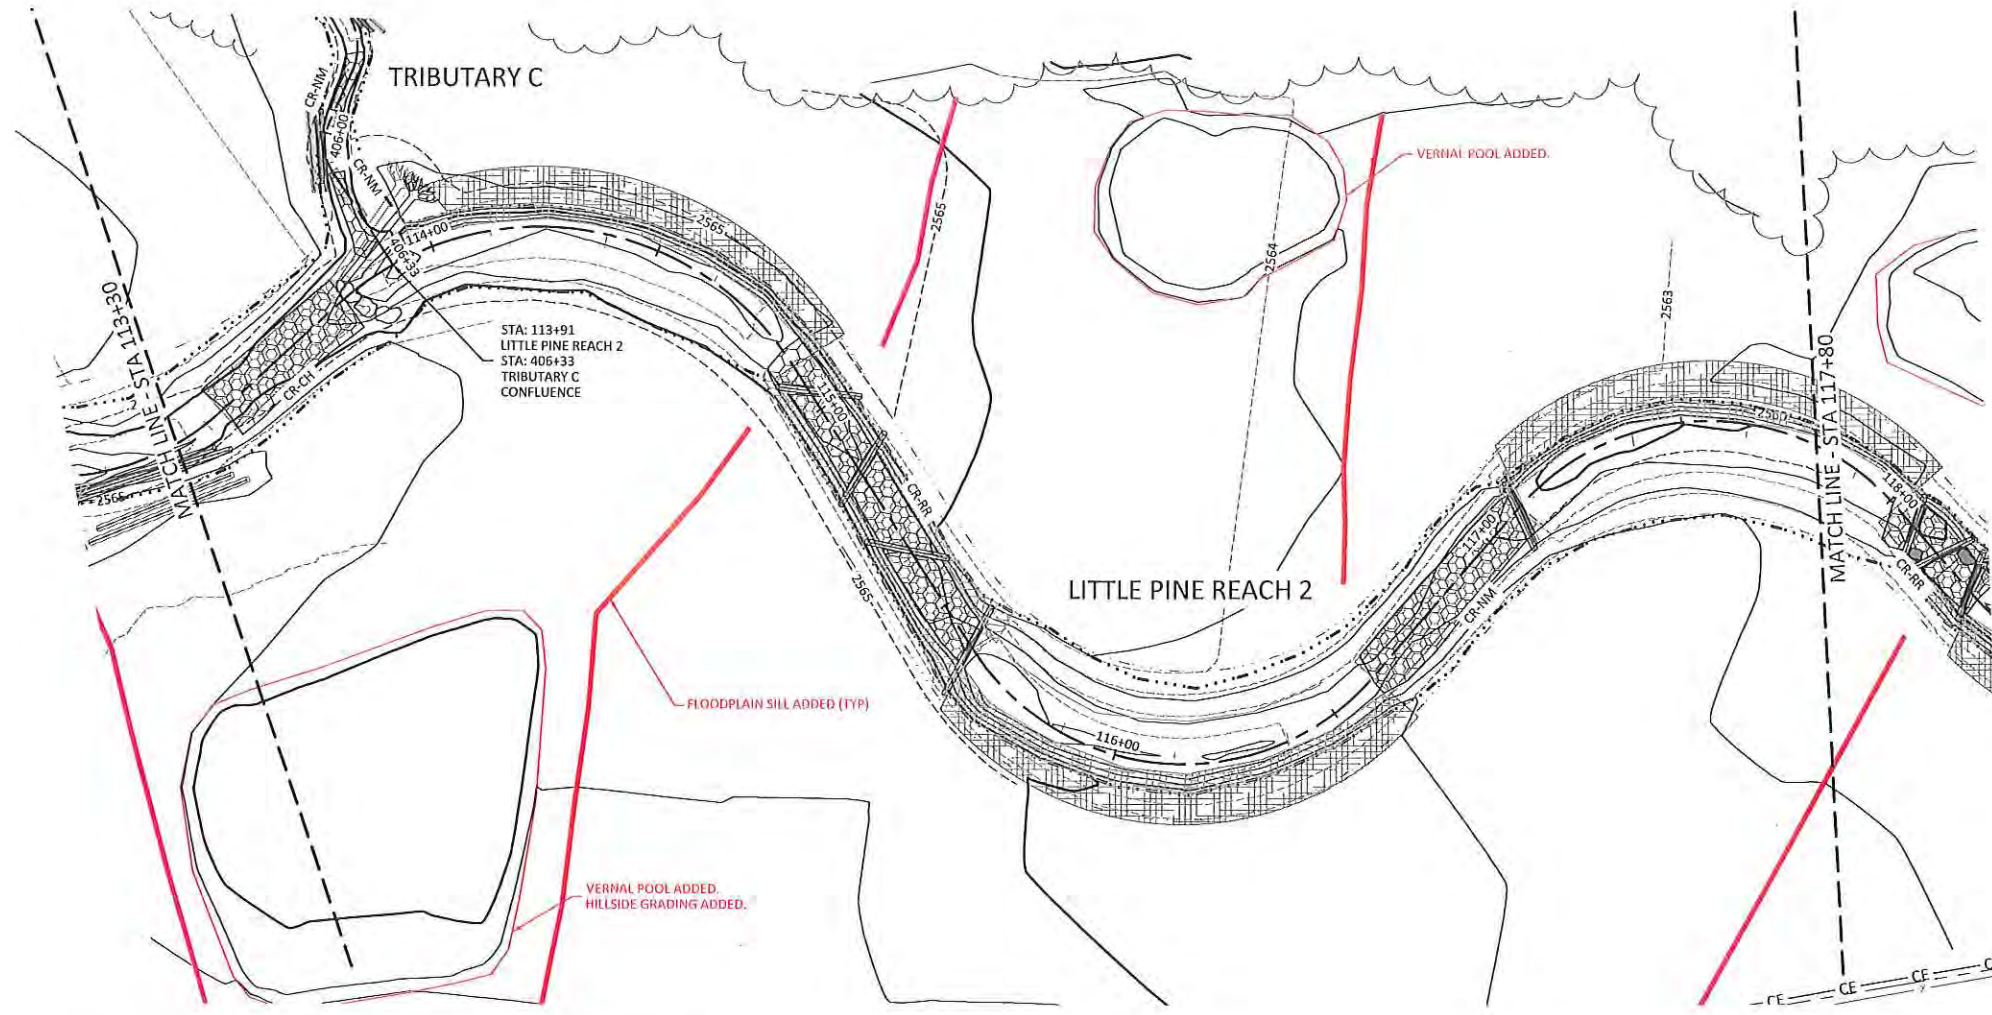 TRIBUTARY C
CR-NM
406+00
CR-NM
VERNAL POOL ADDED.
2565
2565
114+00
406+33
2564
2563
MATCH LINE - STA 113+30
STA: 113+91
LITTLE PINE REACH 2
STA: 406+33
TRIBUTARY C
CONFLUENCE
CR-CH
115+00
MATCH LINE - STA 117+80
2560
2565
CR-RR
118+00
117+00
CR-RR
2565
LITTLE PINE REACH 2
CR-NM
FLOODPLAIN SILL ADDED (TYP)
116+00
VERNAL POOL ADDED.
HILLSIDE GRADING ADDED.
CE
CE
CE
C